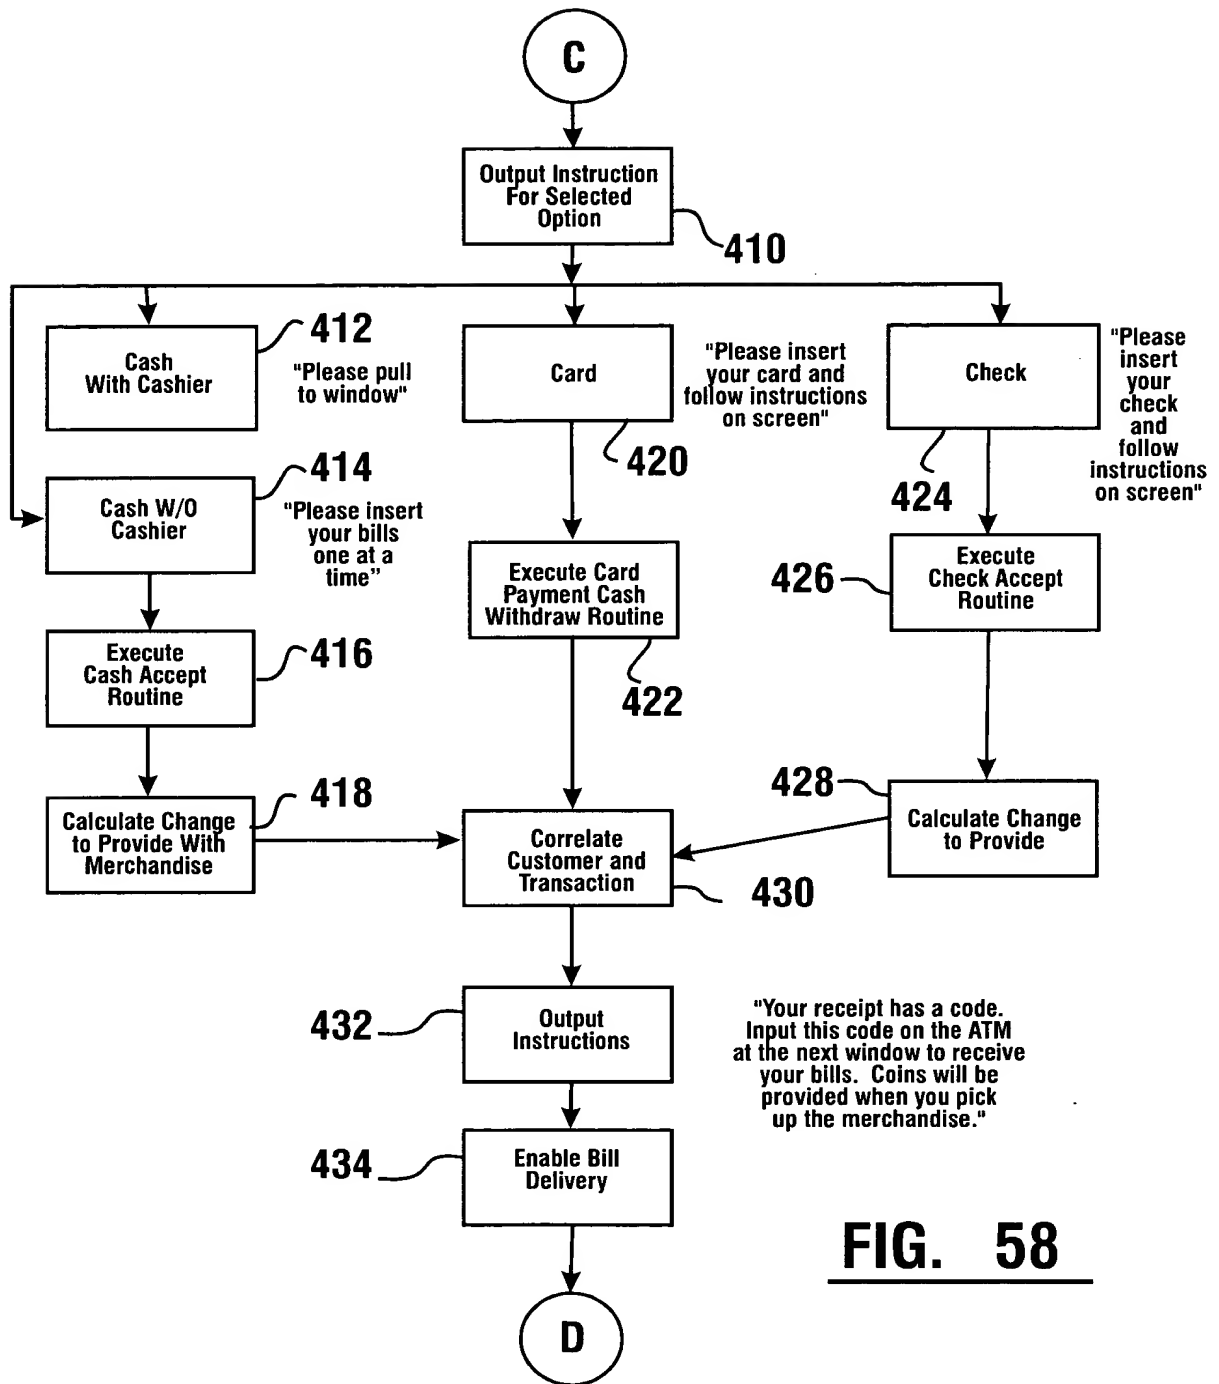 C
Output Instruction
For Selected
Option
410
Cash
With Cashier
412
"Please pull
to window"
Card
"Please insert
your card and
follow instructions
on screen"
420
Check
"Please
insert
your
check
and
follow
instructions
on screen"
424
Cash W/O
Cashier
414
"Please insert
your bills
one at a
time"
Execute
Cash Accept
Routine
416
Execute Card
Payment Cash
Withdraw Routine
422
426
Execute
Check Accept
Routine
Calculate Change
to Provide With
Merchandise
418
Correlate
Customer and
Transaction
430
428
Calculate Change
to Provide
432
Output
Instructions
"Your receipt has a code.
Input this code on the ATM
at the next window to receive
your bills. Coins will be
provided when you pick
up the merchandise."
434
Enable Bill
Delivery
D
FIG. 58